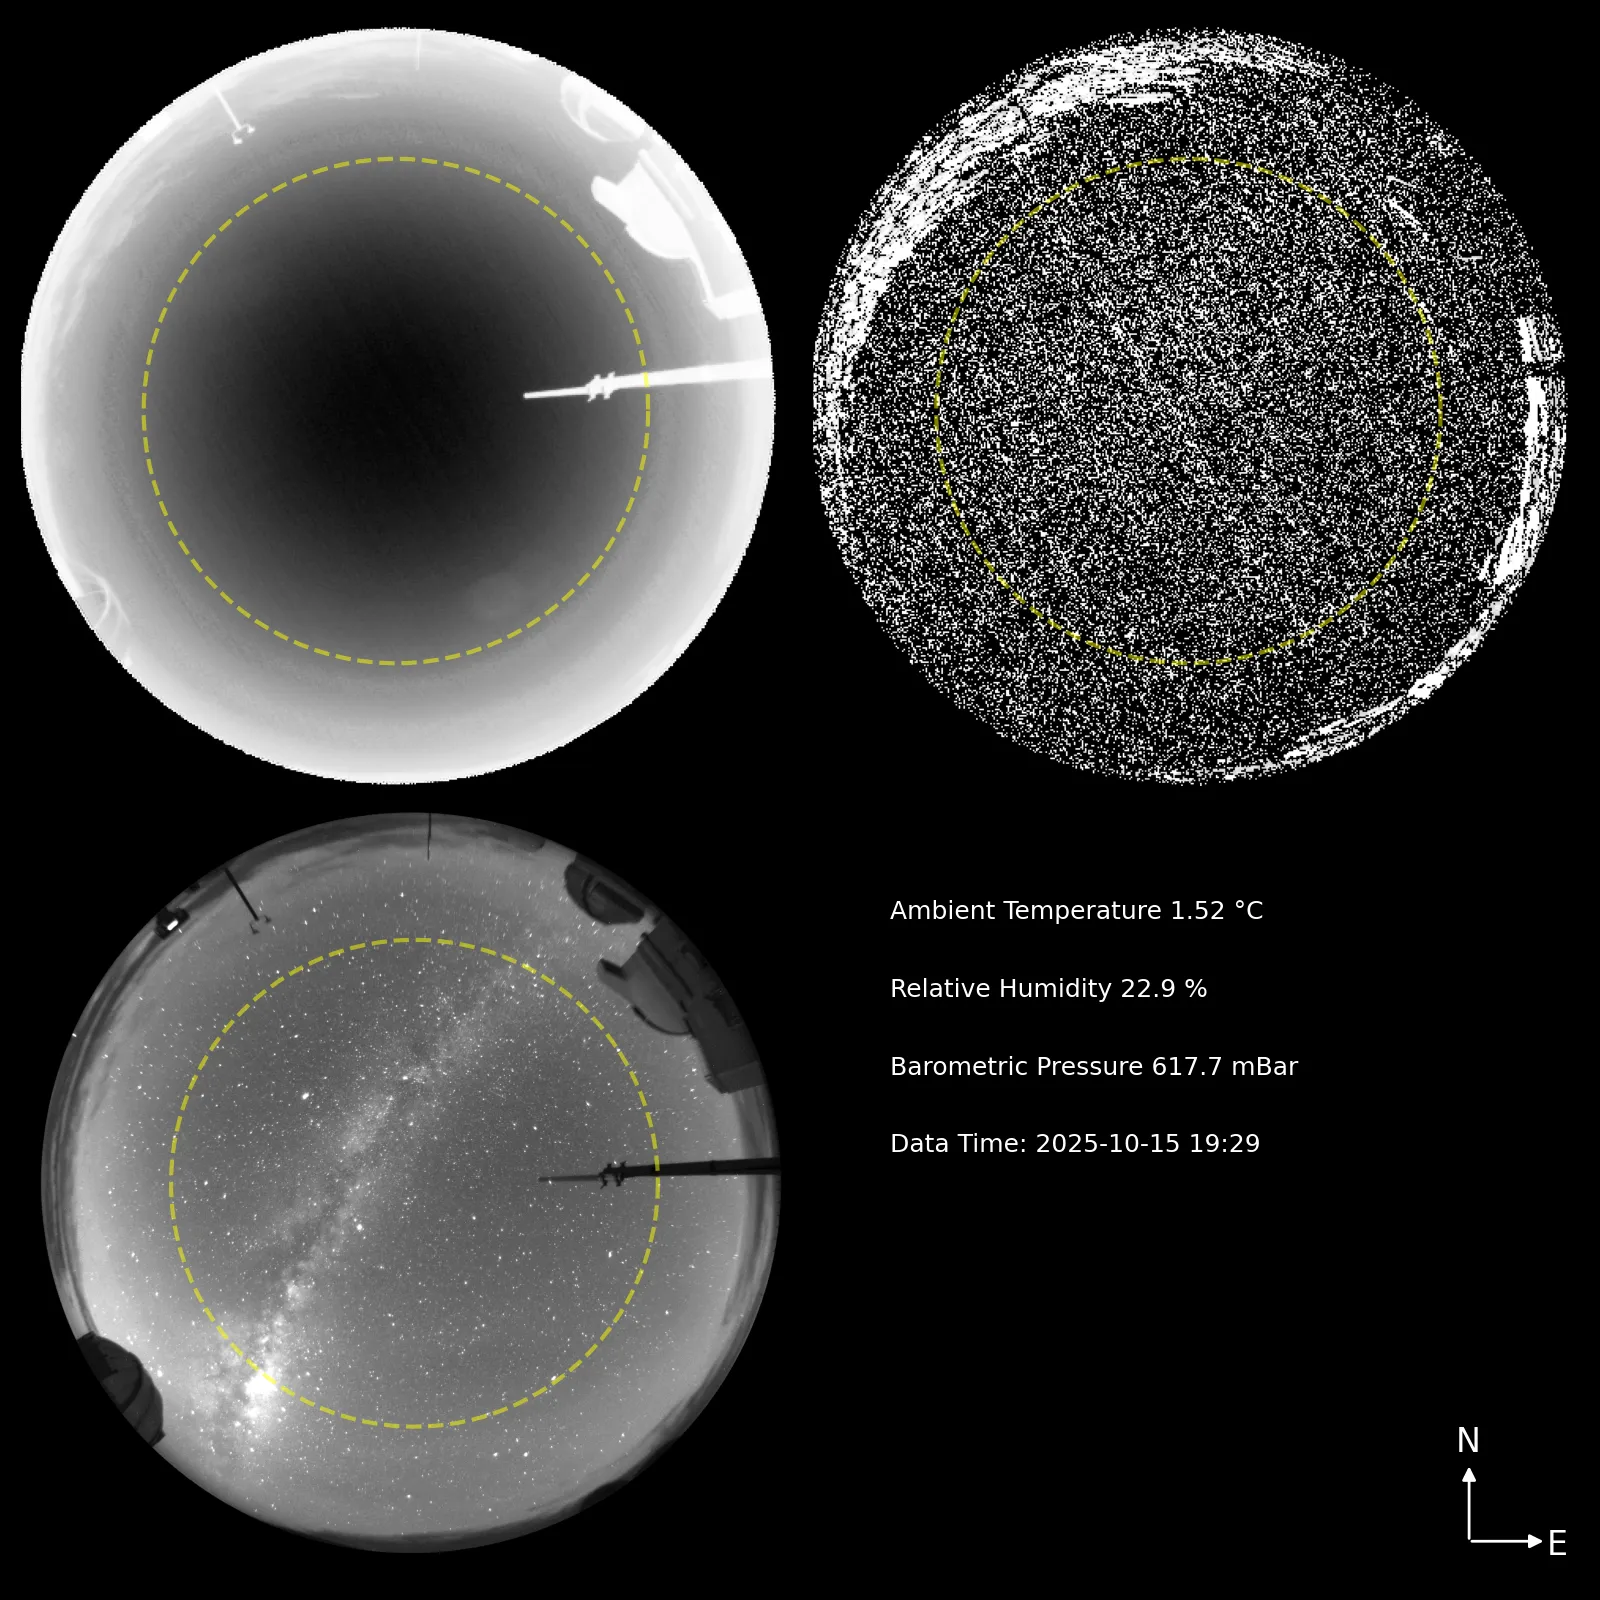 Ambient Temperature 1.52 °C
Relative Humidity 22.9 %
Barometric Pressure 617.7 mBar
Data Time: 2025-10-15 19:29
N
E